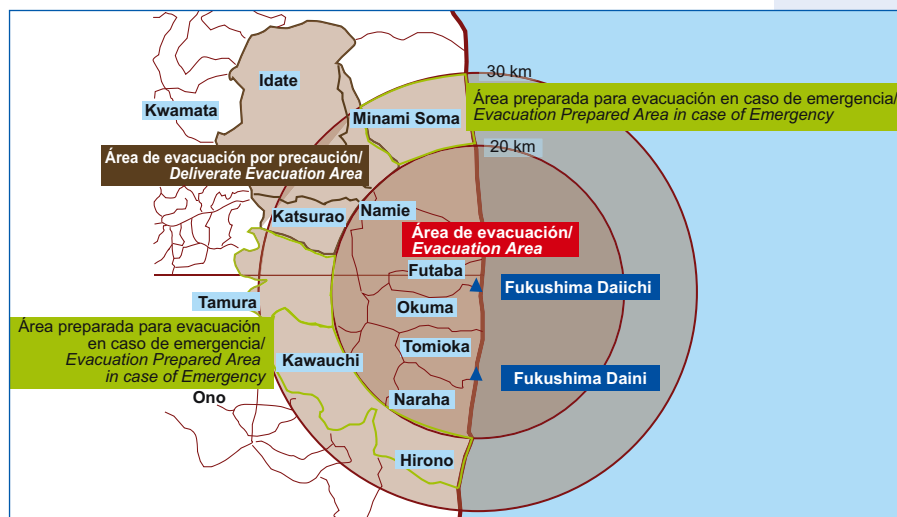 30 km
Idate
Área preparada para evacuación en caso de emergencia/
Evacuation Prepared Area in case of Emergency
Kwamata
Minami Soma
20 km
Área de evacuación por precaución/
Deliverate Evacuation Area
Katsurao
Namie
Área de evacuación/
Evacuation Area
Futaba
Fukushima Daiichi
Tamura
Okuma
Área preparada para evacuación
en caso de emergencia/
Evacuation Prepared Area
in case of Emergency
Tomioka
Kawauchi
Fukushima Daini
Ono
Naraha
Hirono